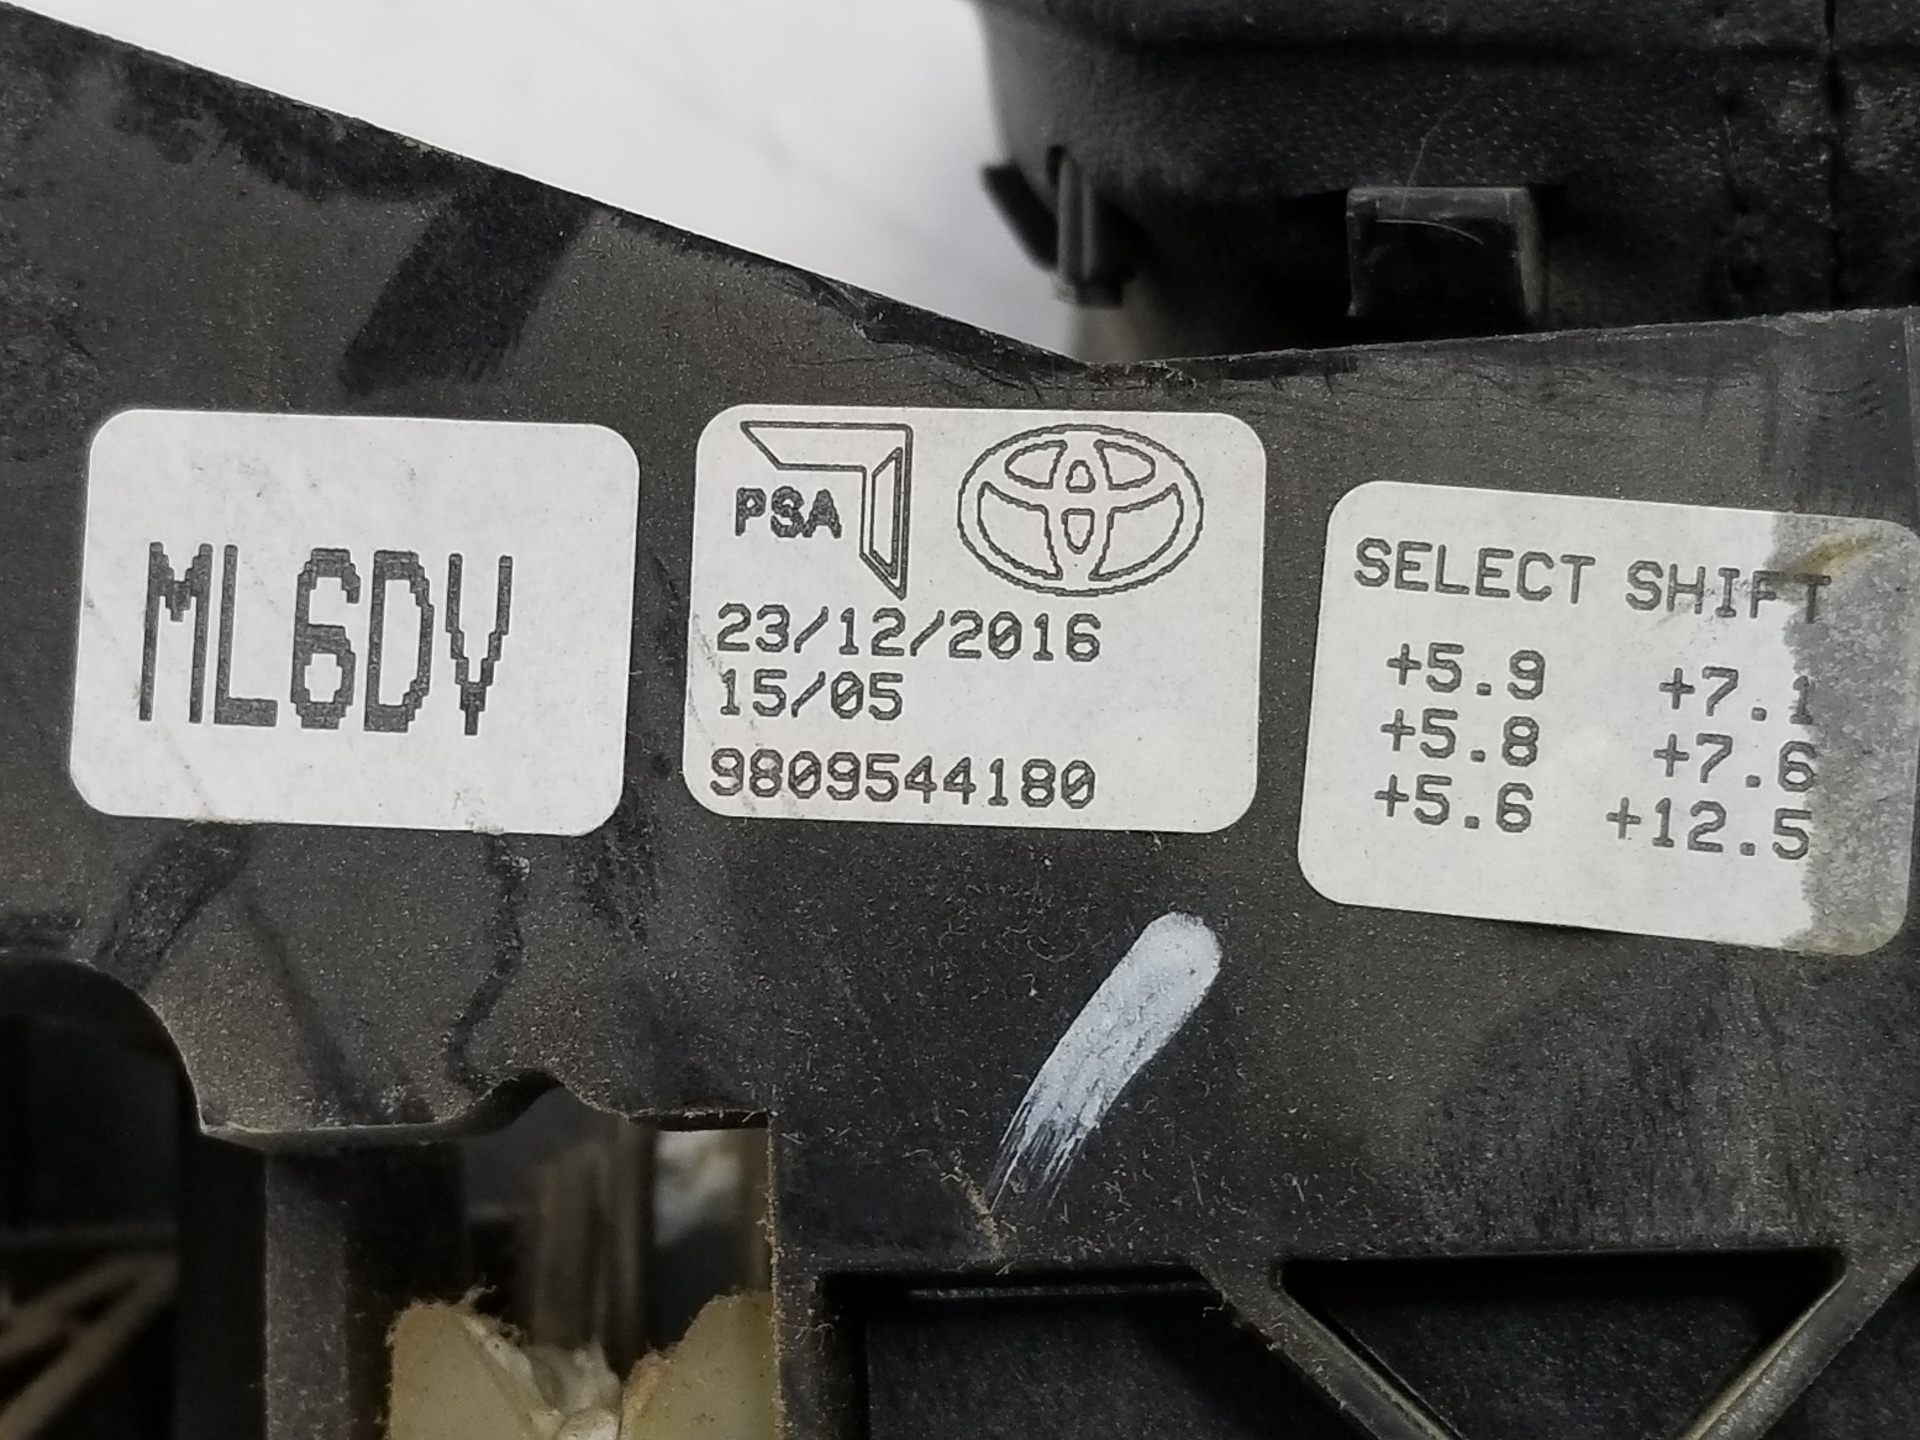 ML6DV
PSA
23/12/2016
15/05
9809544180
SELECT SHIFT
+5.9 +7.1
+5.8 +7.6
+5.6 +12.5